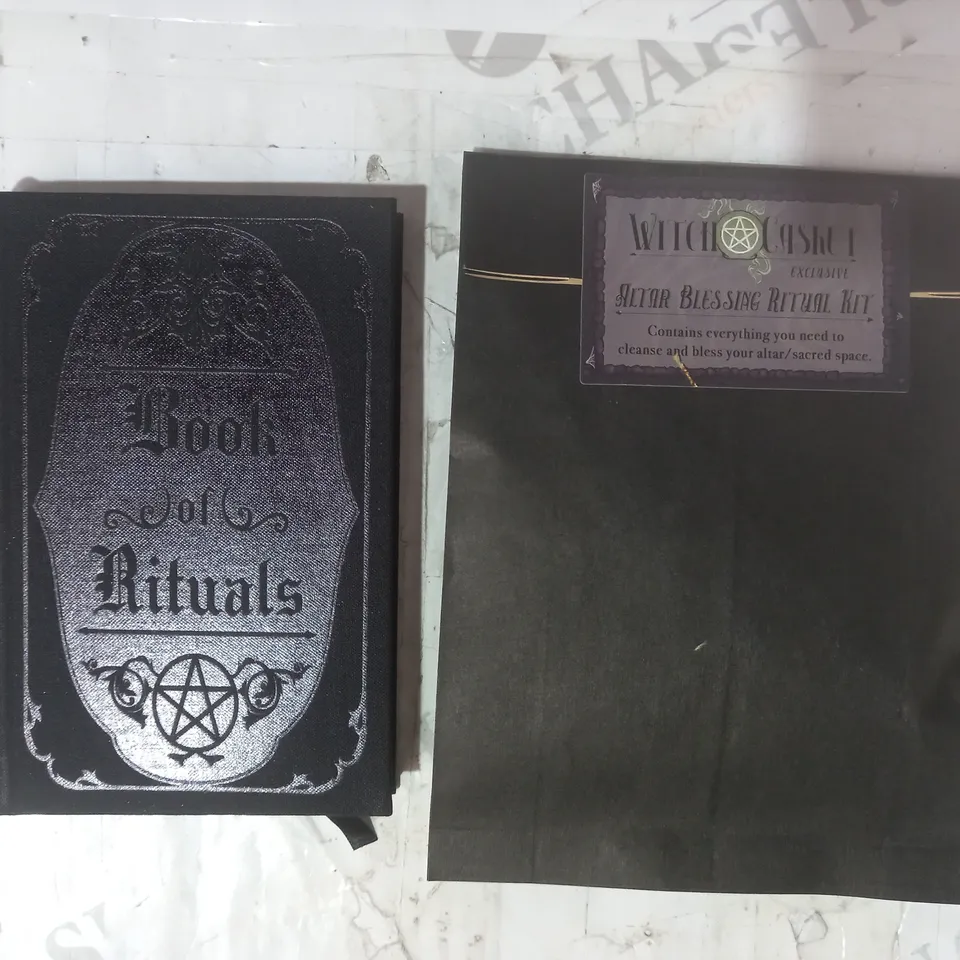 Book
of
Rituals
WITCH CASKET
EXCLUSIVE
ALTAR BLESSING RITUAL KIT
Contains everything you need to
cleanse and bless your altar/sacred space.